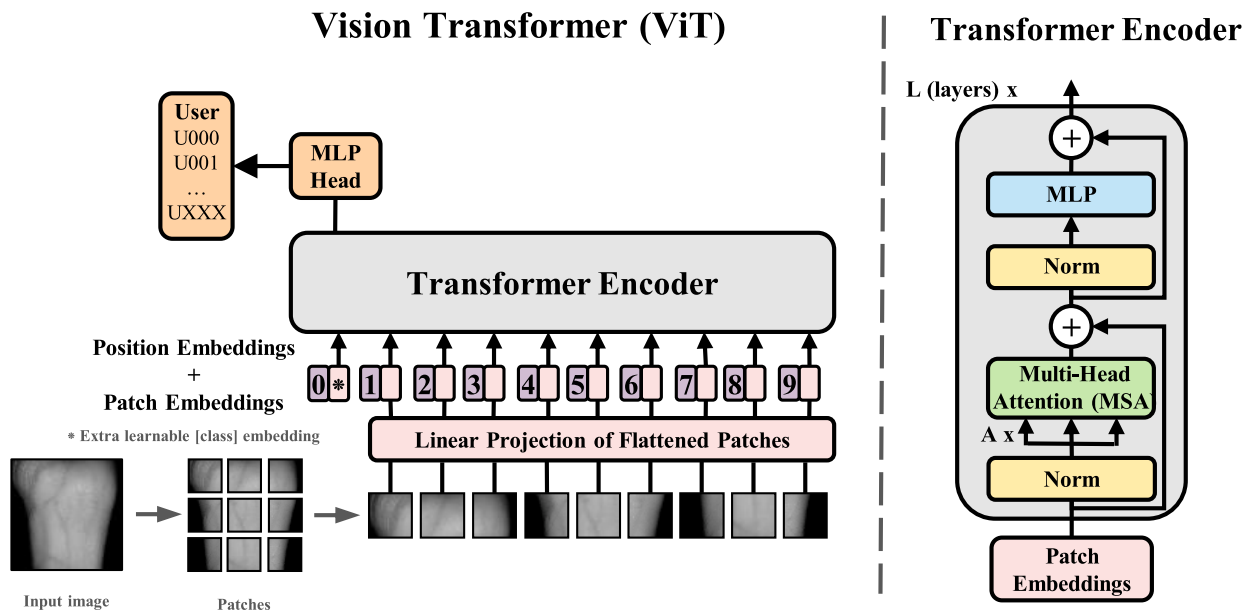 Vision Transformer (ViT)
User
U000
U001
...
UXXX
MLP
Head
Transformer Encoder
Position Embeddings
+
Patch Embeddings
* Extra learnable [class] embedding
0 * 1 2 3 4 5 6 7 8 9
Linear Projection of Flattened Patches
Input image
Patches
Transformer Encoder
L (layers) x
+
MLP
Norm
+
Multi-Head
Attention (MSA)
A x
Norm
Patch
Embeddings